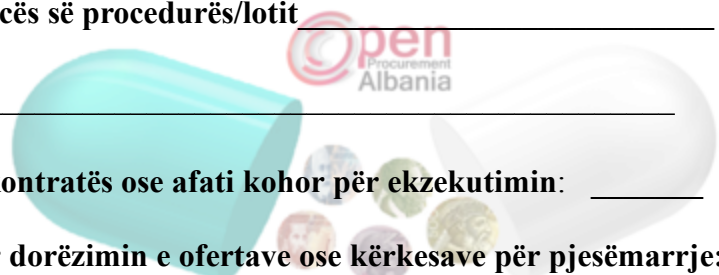 cës së procedurës/lotit
Open
Procurement
Albania
ontratës ose afati kohor për ekzekutimin:
dorëzimin e ofertave ose kërkesave për pjesëmarrje: